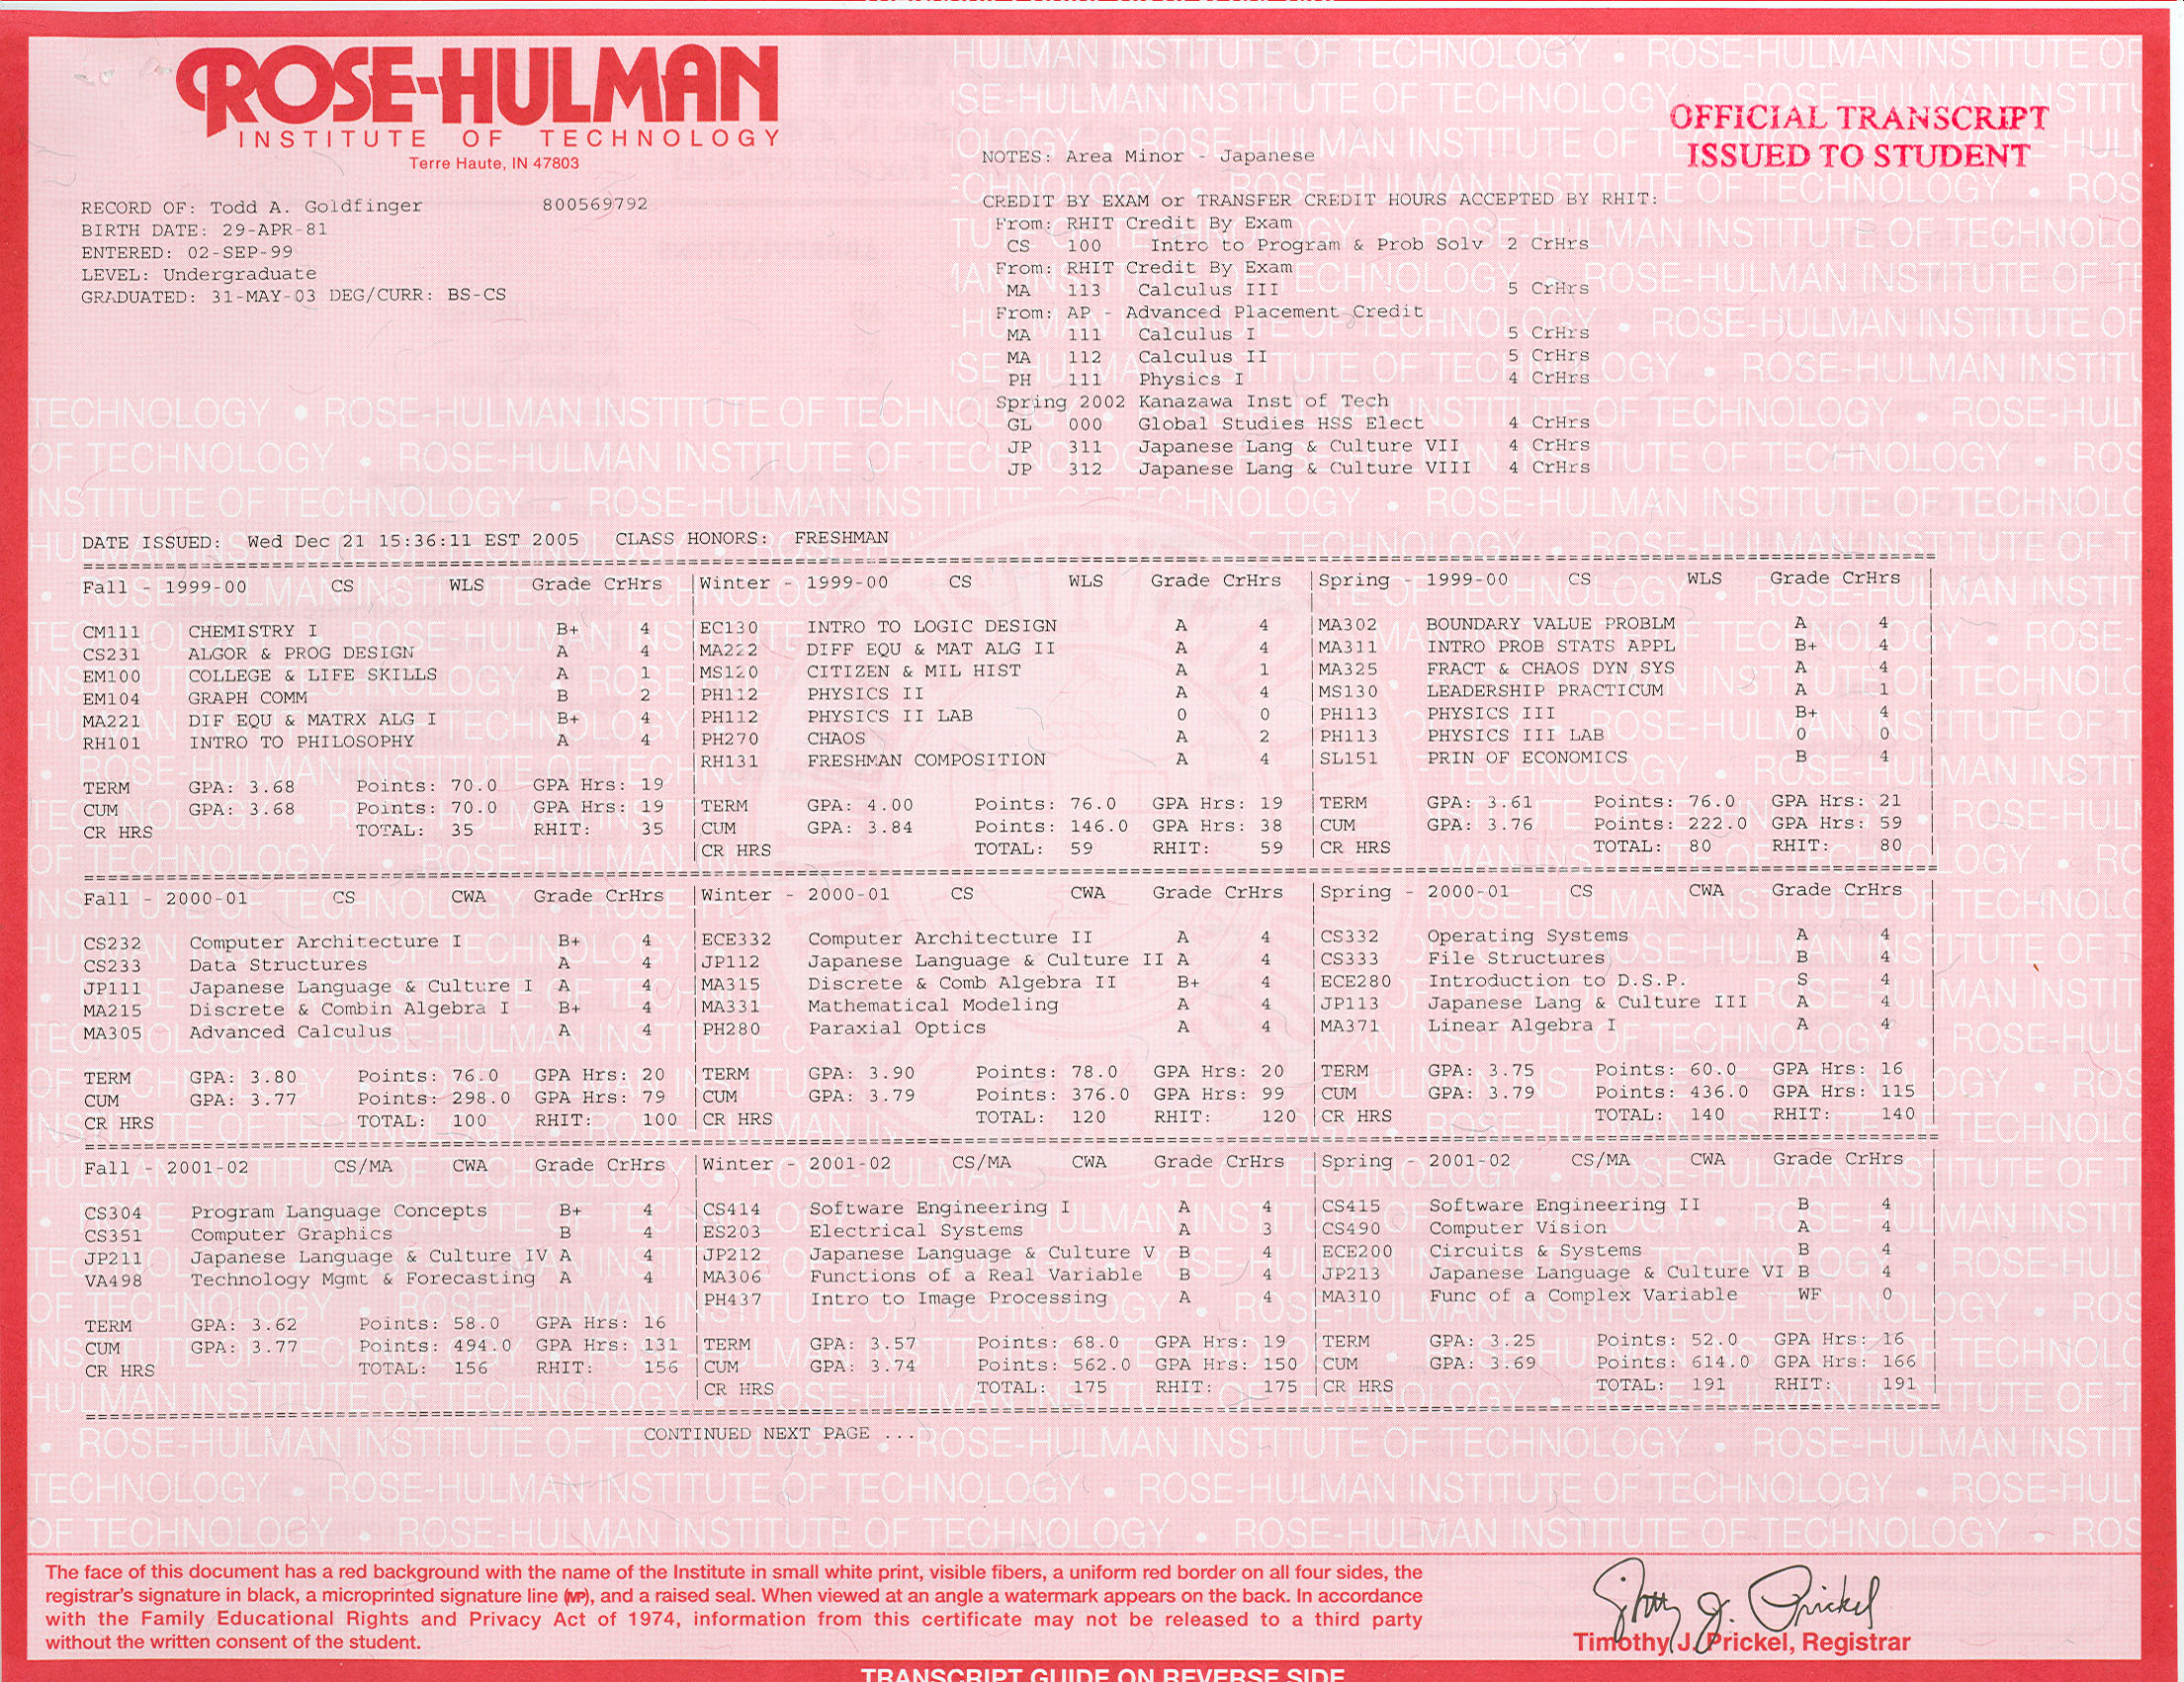 ROSE-HULMAN
INSTITUTE OF TECHNOLOGY
Terre Haute, IN 47803
OFFICIAL TRANSCRIPT
ISSUED TO STUDENT
RECORD OF: Todd A. Goldfinger 800569792
BIRTH DATE: 29-APR-81
ENTERED: 02-SEP-99
LEVEL: Undergraduate
GRADUATED: 31-MAY-03 DEG/CURR: BS-CS
NOTES: Area Minor - Japanese
CREDIT BY EXAM or TRANSFER CREDIT HOURS ACCEPTED BY RHIT:
From: RHIT Credit By Exam
CS 100 Intro to Program & Prob Solv 2 CrHrs
From: RHIT Credit By Exam
MA 113 Calculus III 5 CrHrs
From: AP - Advanced Placement Credit
MA 111 Calculus I 5 CrHrs
MA 112 Calculus II 5 CrHrs
PH 111 Physics I 4 CrHrs
Spring 2002 Kanazawa Inst of Tech
GL 000 Global Studies HSS Elect 4 CrHrs
JP 311 Japanese Lang & Culture VII 4 CrHrs
JP 312 Japanese Lang & Culture VIII 4 CrHrs
DATE ISSUED: Wed Dec 21 15:36:11 EST 2005 CLASS HONORS: FRESHMAN
Fall - 1999-00 CS WLS Grade CrHrs
CM111 CHEMISTRY I B+ 4
CS231 ALGOR & PROG DESIGN A 4
EM100 COLLEGE & LIFE SKILLS A 1
EM104 GRAPH COMM B 2
MA221 DIF EQU & MATRX ALG I B+ 4
RH101 INTRO TO PHILOSOPHY A 4
TERM GPA: 3.68 Points: 70.0 GPA Hrs: 19
CUM GPA: 3.68 Points: 70.0 GPA Hrs: 19
CR HRS TOTAL: 35 RHIT: 35
Winter - 1999-00 CS WLS Grade CrHrs
EC130 INTRO TO LOGIC DESIGN A 4
MA222 DIFF EQU & MAT ALG II A 4
MS120 CITIZEN & MIL HIST A 1
PH112 PHYSICS II A 4
PH112 PHYSICS II LAB 0 0
PH270 CHAOS A 2
RH131 FRESHMAN COMPOSITION A 4
TERM GPA: 4.00 Points: 76.0 GPA Hrs: 19
CUM GPA: 3.84 Points: 146.0 GPA Hrs: 38
CR HRS TOTAL: 59 RHIT: 59
Spring - 1999-00 CS WLS Grade CrHrs
MA302 BOUNDARY VALUE PROBLM A 4
MA311 INTRO PROB STATS APPL B+ 4
MA325 FRACT & CHAOS DYN SYS A 4
MS130 LEADERSHIP PRACTICUM A 1
PH113 PHYSICS III B+ 4
PH113 PHYSICS III LAB 0 0
SL151 PRIN OF ECONOMICS B 4
TERM GPA: 3.61 Points: 76.0 GPA Hrs: 21
CUM GPA: 3.76 Points: 222.0 GPA Hrs: 59
CR HRS TOTAL: 80 RHIT: 80
Fall - 2000-01 CS CWA Grade CrHrs
CS232 Computer Architecture I B+ 4
CS233 Data Structures A 4
JP111 Japanese Language & Culture I A 4
MA215 Discrete & Combin Algebra I B+ 4
MA305 Advanced Calculus A 4
TERM GPA: 3.80 Points: 76.0 GPA Hrs: 20
CUM GPA: 3.77 Points: 298.0 GPA Hrs: 79
CR HRS TOTAL: 100 RHIT: 100
Winter - 2000-01 CS CWA Grade CrHrs
ECE332 Computer Architecture II A 4
JP112 Japanese Language & Culture II A 4
MA315 Discrete & Comb Algebra II B+ 4
MA331 Mathematical Modeling A 4
PH280 Paraxial Optics A 4
TERM GPA: 3.90 Points: 78.0 GPA Hrs: 20
CUM GPA: 3.79 Points: 376.0 GPA Hrs: 99
CR HRS TOTAL: 120 RHIT: 120
Spring - 2000-01 CS CWA Grade CrHrs
CS332 Operating Systems A 4
CS333 File Structures B 4
ECE280 Introduction to D.S.P. S 4
JP113 Japanese Lang & Culture III A 4
MA371 Linear Algebra I A 4
TERM GPA: 3.75 Points: 60.0 GPA Hrs: 16
CUM GPA: 3.79 Points: 436.0 GPA Hrs: 115
CR HRS TOTAL: 140 RHIT: 140
Fall - 2001-02 CS/MA CWA Grade CrHrs
CS304 Program Language Concepts B+ 4
CS351 Computer Graphics B 4
JP211 Japanese Language & Culture IV A 4
VA498 Technology Mgmt & Forecasting A 4
TERM GPA: 3.62 Points: 58.0 GPA Hrs: 16
CUM GPA: 3.77 Points: 494.0 GPA Hrs: 131
CR HRS TOTAL: 156 RHIT: 156
Winter - 2001-02 CS/MA CWA Grade CrHrs
CS414 Software Engineering I A 4
ES203 Electrical Systems A 3
JP212 Japanese Language & Culture V B 4
MA306 Functions of a Real Variable B 4
PH437 Intro to Image Processing A 4
TERM GPA: 3.57 Points: 68.0 GPA Hrs: 19
CUM GPA: 3.74 Points: 562.0 GPA Hrs: 150
CR HRS TOTAL: 175 RHIT: 175
Spring - 2001-02 CS/MA CWA Grade CrHrs
CS415 Software Engineering II B 4
CS490 Computer Vision A 4
ECE200 Circuits & Systems B 4
JP213 Japanese Language & Culture VI B 4
MA310 Func of a Complex Variable WF 0
TERM GPA: 3.25 Points: 52.0 GPA Hrs: 16
CUM GPA: 3.69 Points: 614.0 GPA Hrs: 166
CR HRS TOTAL: 191 RHIT: 191
CONTINUED NEXT PAGE ...
The face of this document has a red background with the name of the Institute in small white print, visible fibers, a uniform red border on all four sides, the
registrar's signature in black, a microprinted signature line (MP), and a raised seal. When viewed at an angle a watermark appears on the back. In accordance
with the Family Educational Rights and Privacy Act of 1974, information from this certificate may not be released to a third party
without the written consent of the student.
Timothy J. Prickel, Registrar
TRANSCRIPT GUIDE ON REVERSE SIDE